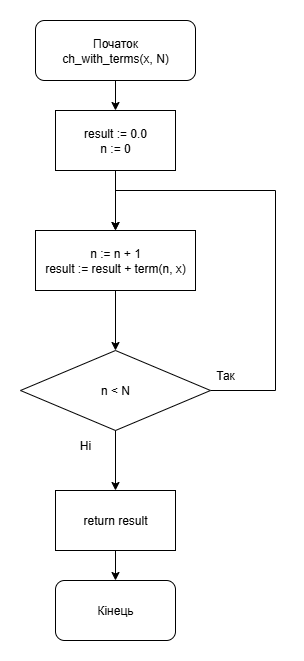 Початок
ch_with_terms(x, N)
result := 0.0
n := 0
n := n + 1
result := result + term(n, x)
n < N
Так
Ні
return result
Кінець